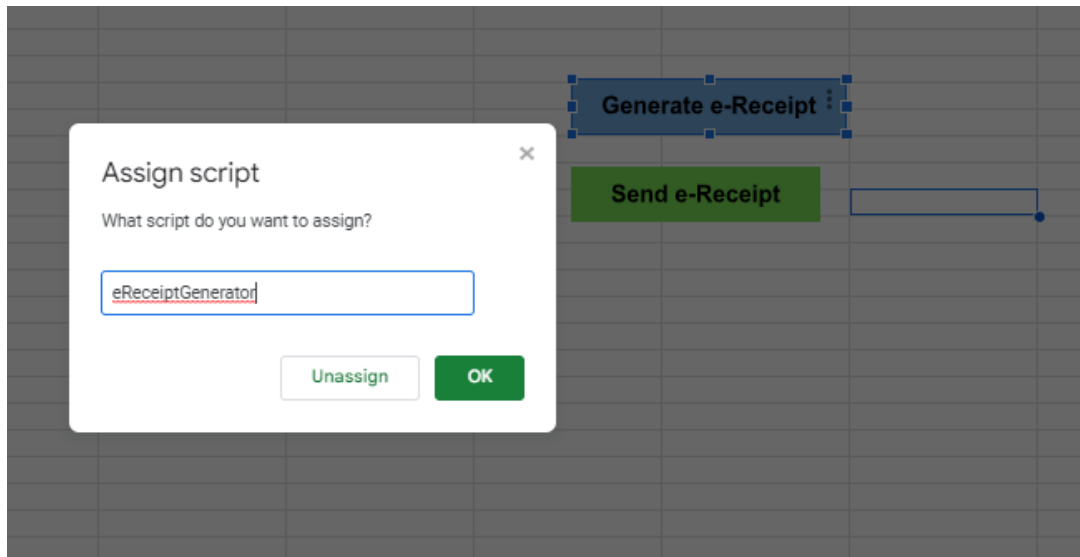 Generate e-Receipt
Assign script
Send e-Receipt
What script do you want to assign?
eReceiptGenerator
Unassign
OK